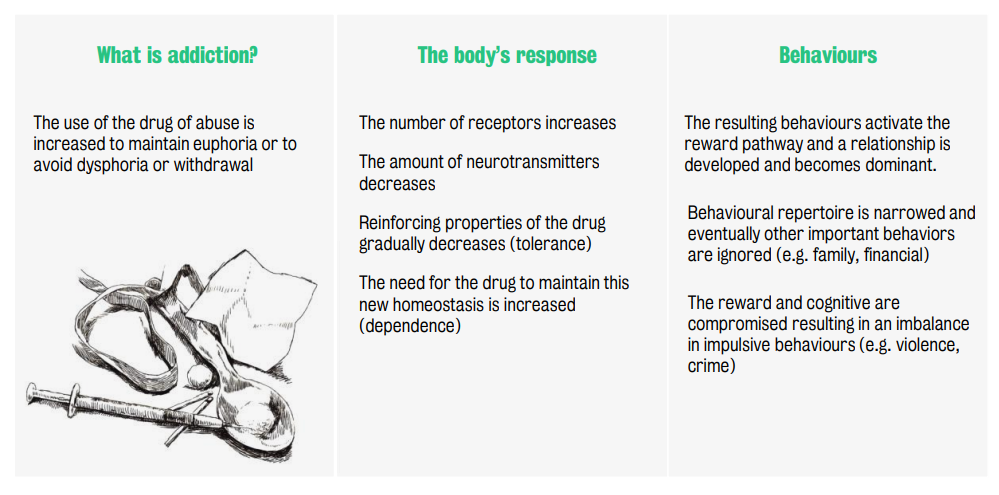 What is addiction?
The use of the drug of abuse is
increased to maintain euphoria or to
avoid dysphoria or withdrawal
The body's response
The number of receptors increases
The amount of neurotransmitters
decreases
Reinforcing properties of the drug
gradually decreases (tolerance)
The need for the drug to maintain this
new homeostasis is increased
(dependence)
Behaviours
The resulting behaviours activate the
reward pathway and a relationship is
developed and becomes dominant.
Behavioural repertoire is narrowed and
eventually other important behaviors
are ignored (e.g. family, financial)
The reward and cognitive are
compromised resulting in an imbalance
in impulsive behaviours (e.g. violence,
crime)